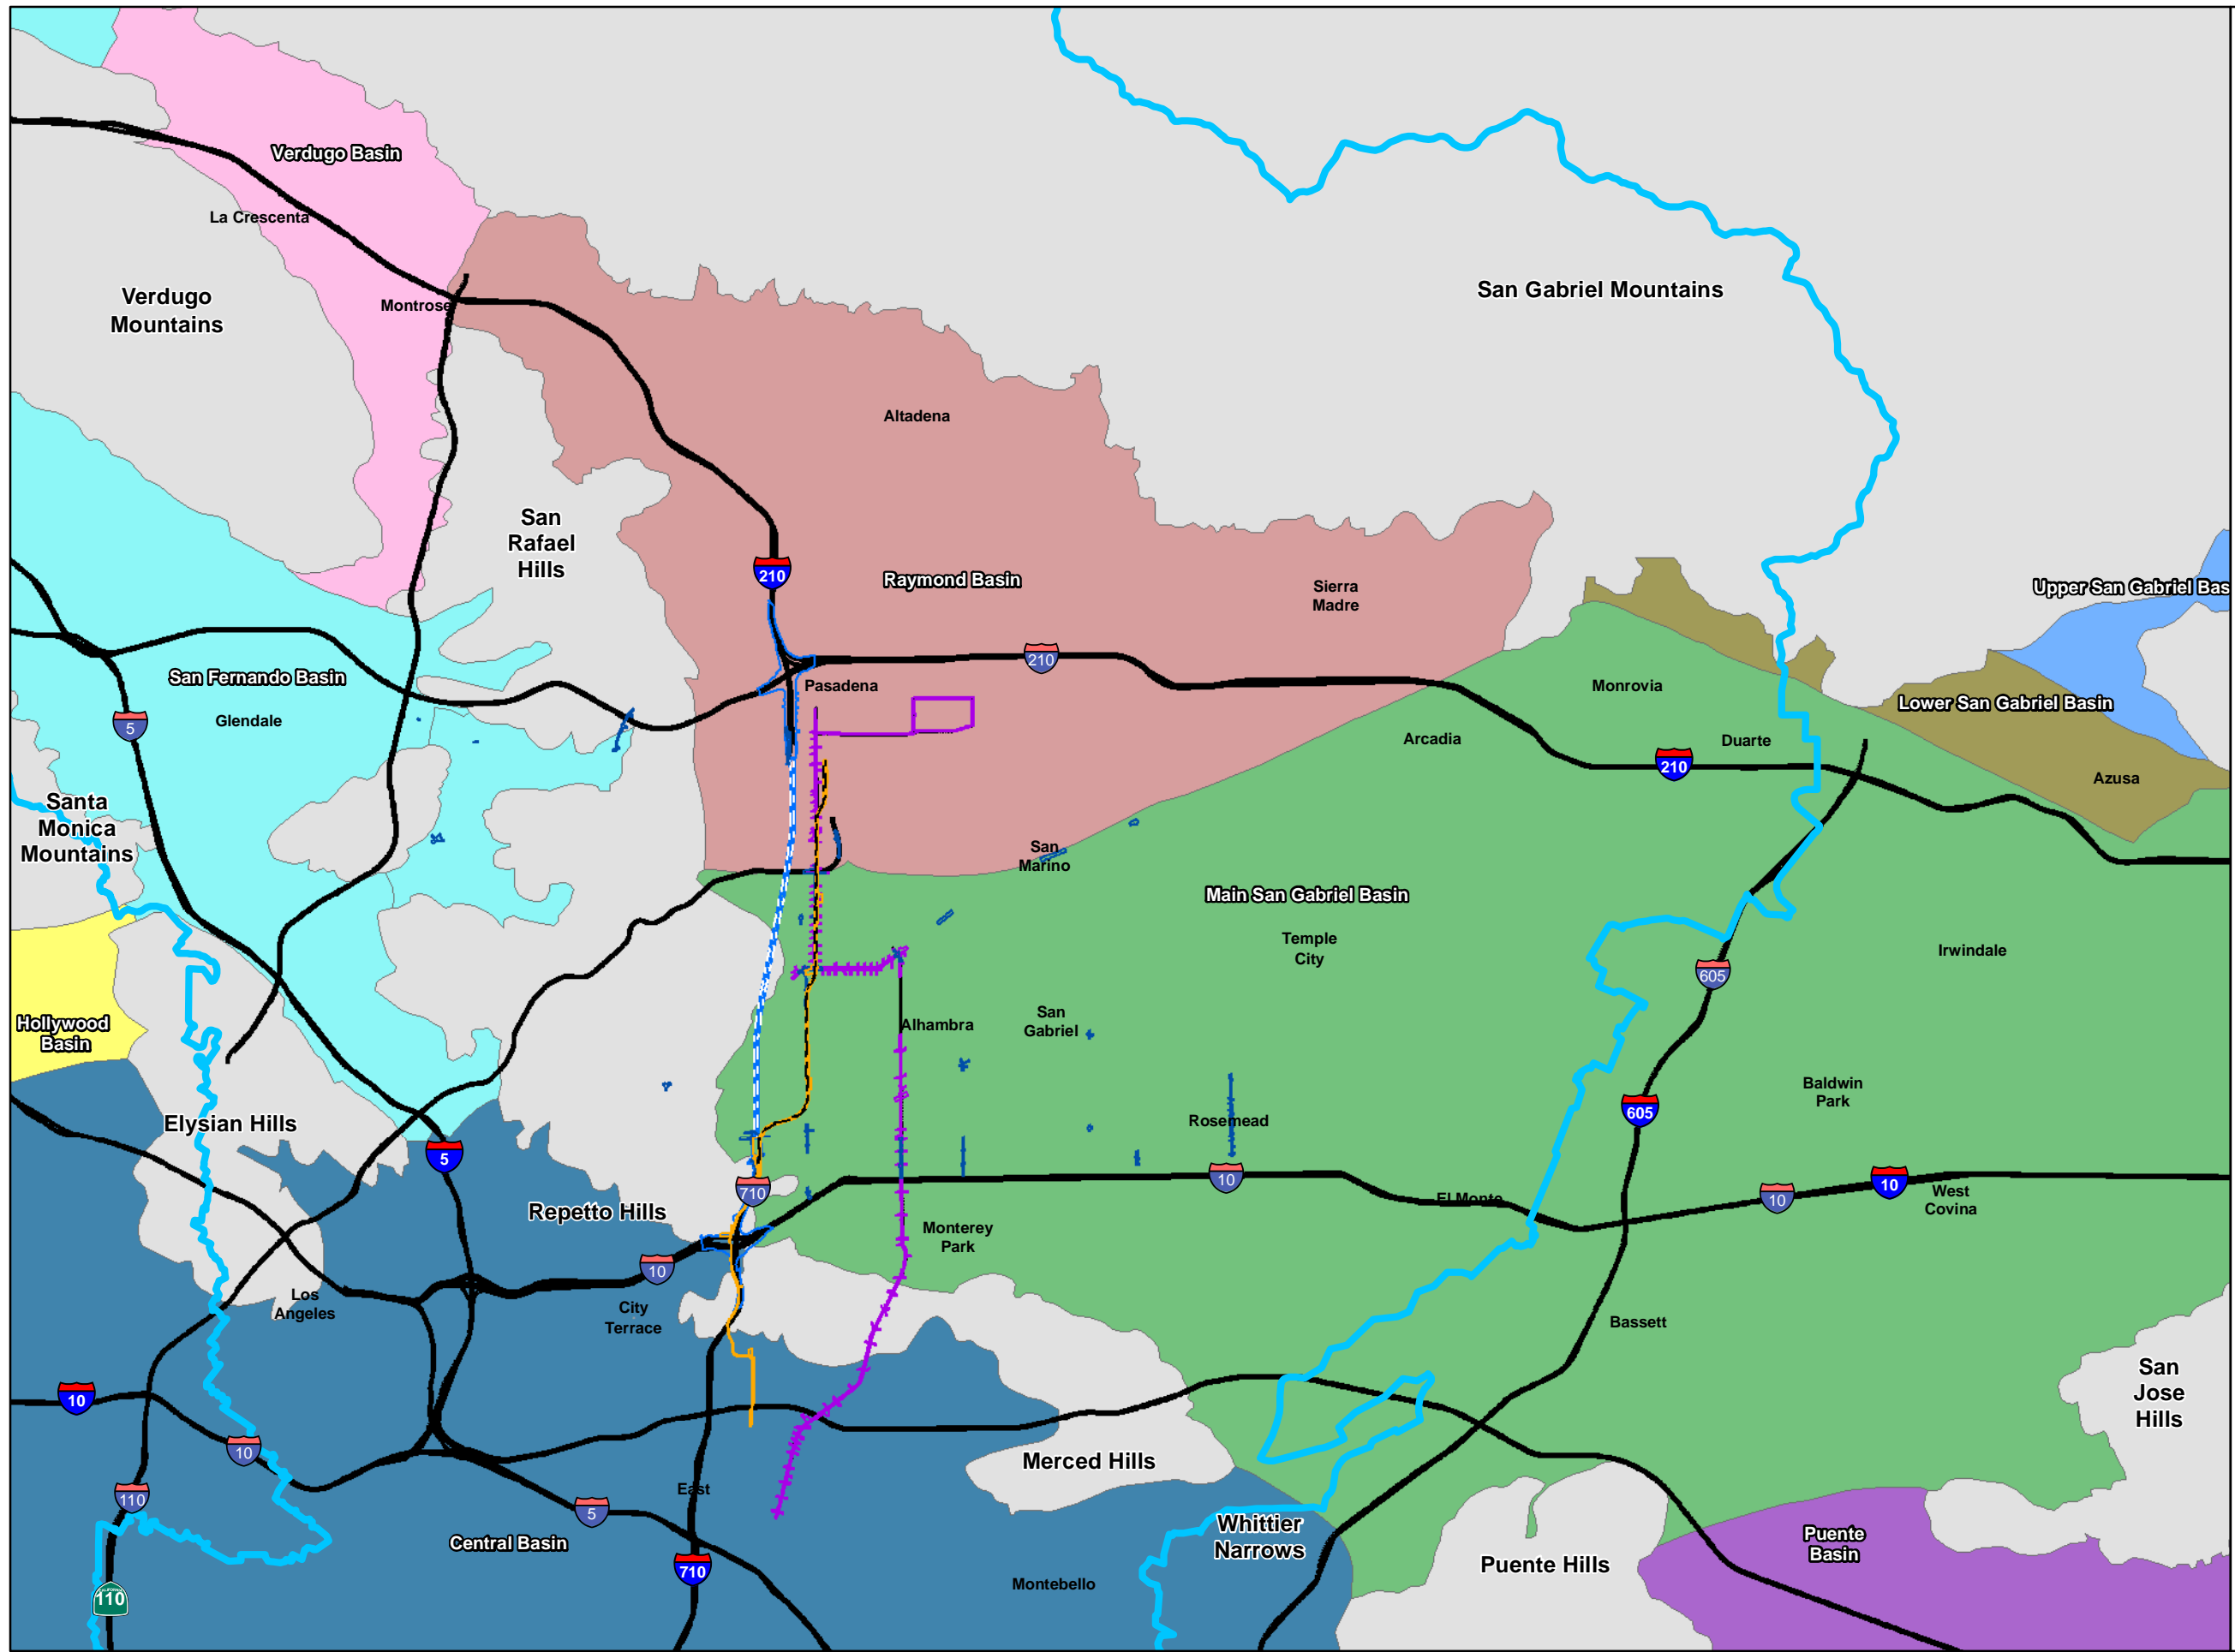 Verdugo Basin
La Crescenta
Verdugo
Mountains
Montrose
San Gabriel Mountains
Altadena
San
Rafael
Hills
210
Raymond Basin
Sierra
Madre
Upper San Gabriel Bas
210
San Fernando Basin
Glendale
5
Pasadena
Monrovia
Lower San Gabriel Basin
Arcadia
Duarte
210
Azusa
Santa
Monica
Mountains
San
Marino
Main San Gabriel Basin
Temple
City
Irwindale
605
Hollywood
Basin
Alhambra
San
Gabriel
Baldwin
Park
605
Elysian Hills
Rosemead
5
710
10
10
10
El Monte
West
Covina
Repetto Hills
Monterey
Park
10
Los
Angeles
City
Terrace
Bassett
San
Jose
Hills
10
10
Merced Hills
110
East
5
Central Basin
Whittier
Narrows
Puente
Basin
710
Puente Hills
Montebello
CALIFORNIA
110